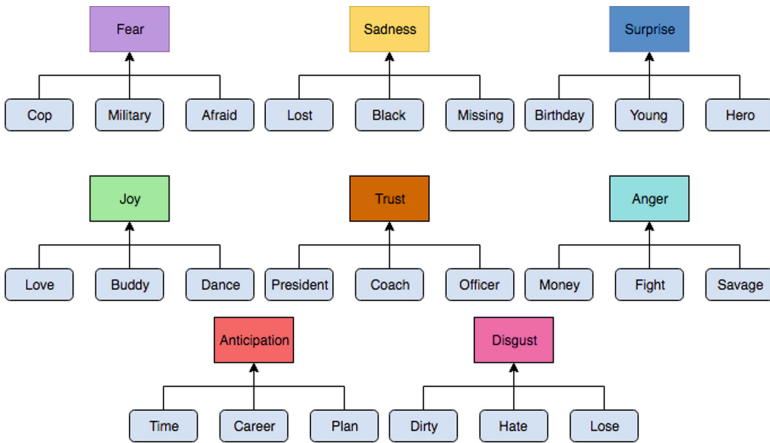 Fear
Sadness
Surprise
Cop
Military
Afraid
Lost
Black
Missing
Birthday
Young
Hero
Joy
Trust
Anger
Love
Buddy
Dance
President
Coach
Officer
Money
Fight
Savage
Anticipation
Disgust
Time
Career
Plan
Dirty
Hate
Lose